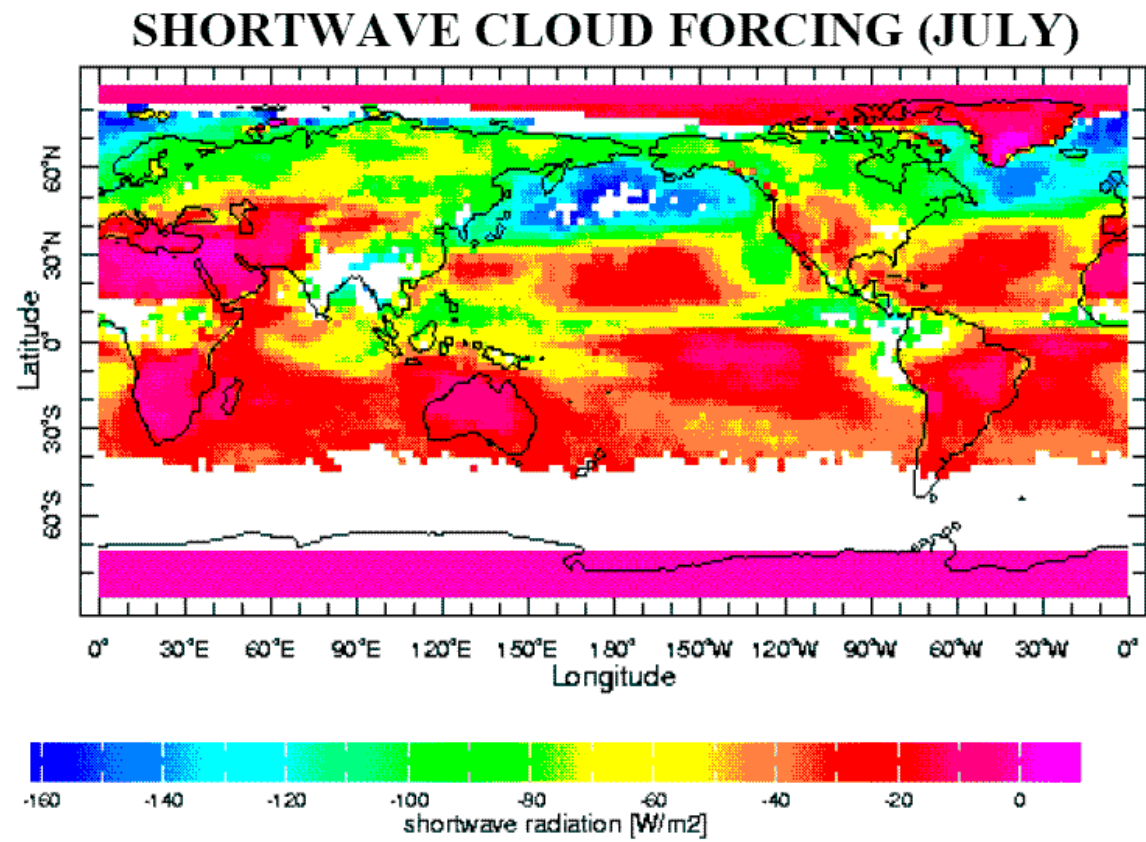 SHORTWAVE CLOUD FORCING (JULY)
60°N
30°N
0°
30°S
60°S
Latitude
0° 30°E 60°E 90°E 120°E 150°E 180° 150°W 120°W 90°W 60°W 30°W 0°
Longitude
-160 -140 -120 -100 -80 -60 -40 -20 0
shortwave radiation [W/m2]